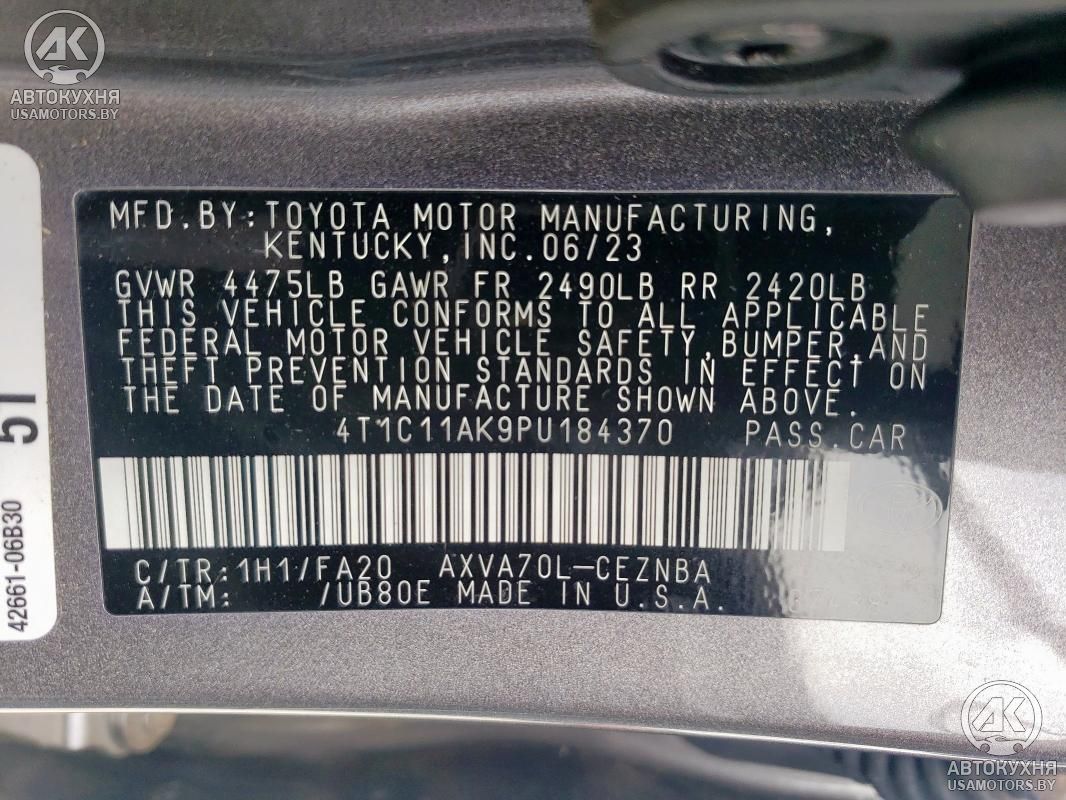 АК
АВТОКУХНЯ
USAMOTORS.BY
MFD.BY:TOYOTA MOTOR MANUFACTURING,
KENTUCKY,INC.06/23
GVWR 4475LB GAWR FR 2490LB RR 2420LB
THIS VEHICLE CONFORMS TO ALL APPLICABLE
FEDERAL MOTOR VEHICLE SAFETY,BUMPER,AND
THEFT PREVENTION STANDARDS IN EFFECT ON
THE DATE OF MANUFACTURE SHOWN ABOVE.
4T1C11AK9PU184370 PASS.CAR
C/TR:1H1/FA20 AXVA70L-CEZNBA
A/TM: /UB80E MADE IN U.S.A.
42661-06B30
АК
АВТОКУХНЯ
USAMOTORS.BY